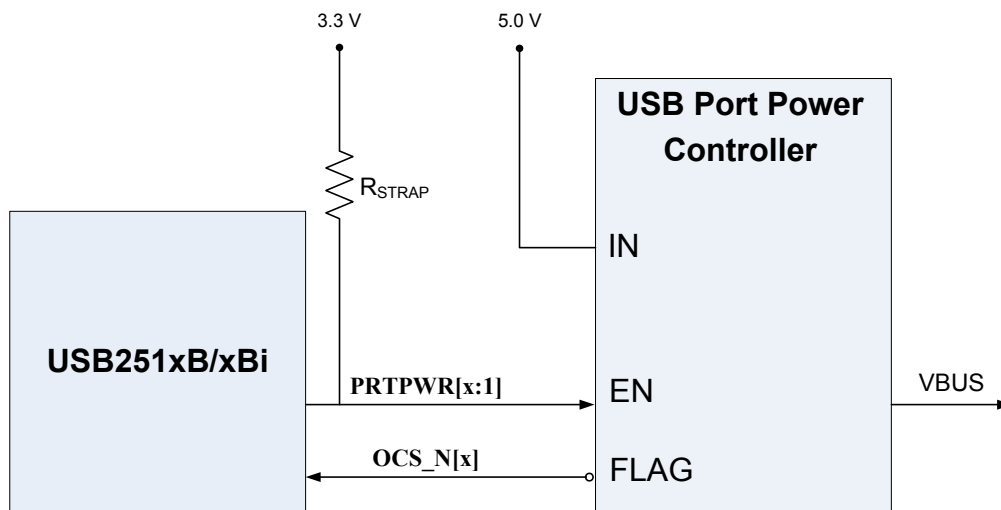 3.3 V
5.0 V
USB Port Power
Controller
RSTRAP
IN
USB251xB/xBi
PRTPWR[x:1]
EN
VBUS
OCS_N[x]
FLAG